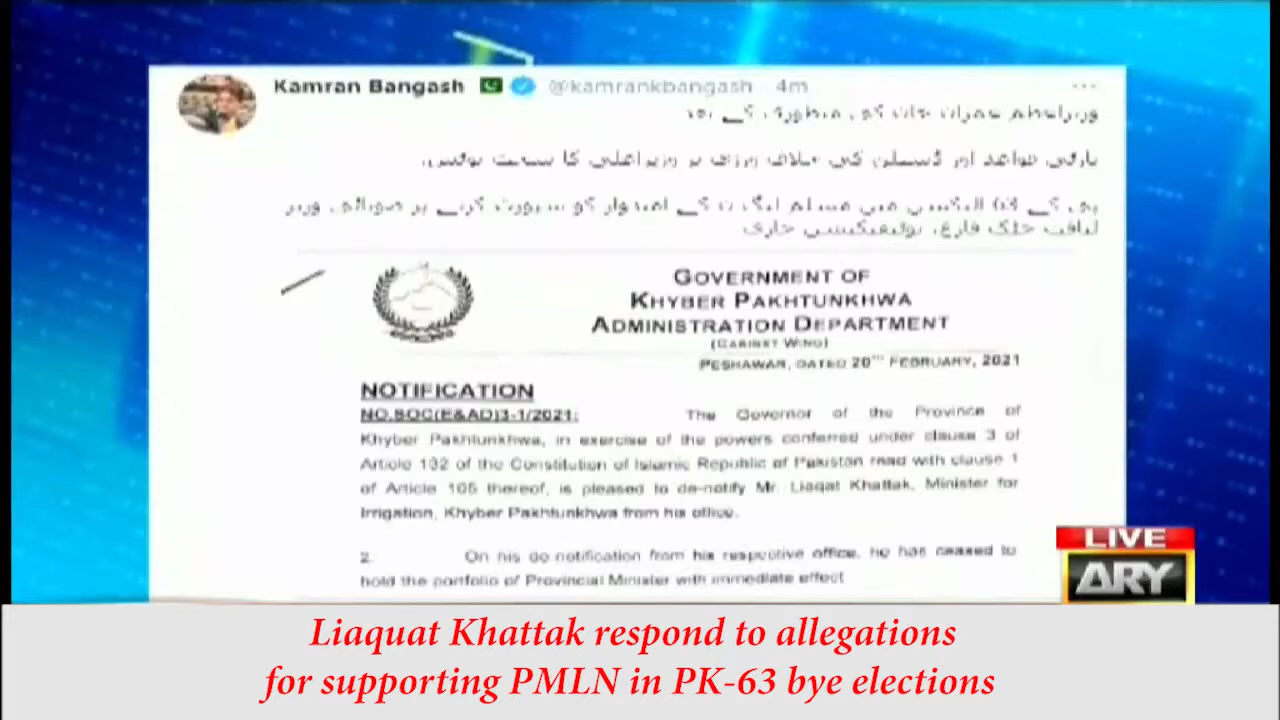 Kamran Bangash @kamrankbangash 4m
وزیراعظم عمران خان کی منظوری کے بعد
پارٹی قواعد اور ڈسپلن کی خلاف ورزی پر وزیراعلی کا سخت نوٹس۔
پی کے 63 الیکشن میں مسلم لیگ ن کے امیدوار کو سپورٹ کرنے پر صوبائی وزیر
لیاقت خٹک فارغ، نوٹیفیکیشن جاری
GOVERNMENT OF
KHYBER PAKHTUNKHWA
ADMINISTRATION DEPARTMENT
(CABINET WING)
PESHAWAR, DATED 20TH FEBRUARY, 2021
NOTIFICATION
NO.SOC(E&AD)3-1/2021: The Governor of the Province of
Khyber Pakhtunkhwa, in exercise of the powers conferred under clause 3 of
Article 132 of the Constitution of Islamic Republic of Pakistan read with clause 1
of Article 105 thereof, is pleased to de-notify Mr. Liaqat Khattak, Minister for
Irrigation, Khyber Pakhtunkhwa from his office.
2. On his de notification from his respective office, he has ceased to
hold the portfolio of Provincial Minister with immediate effect
LIVE
ARY
Liaquat Khattak respond to allegations
for supporting PMLN in PK-63 bye elections